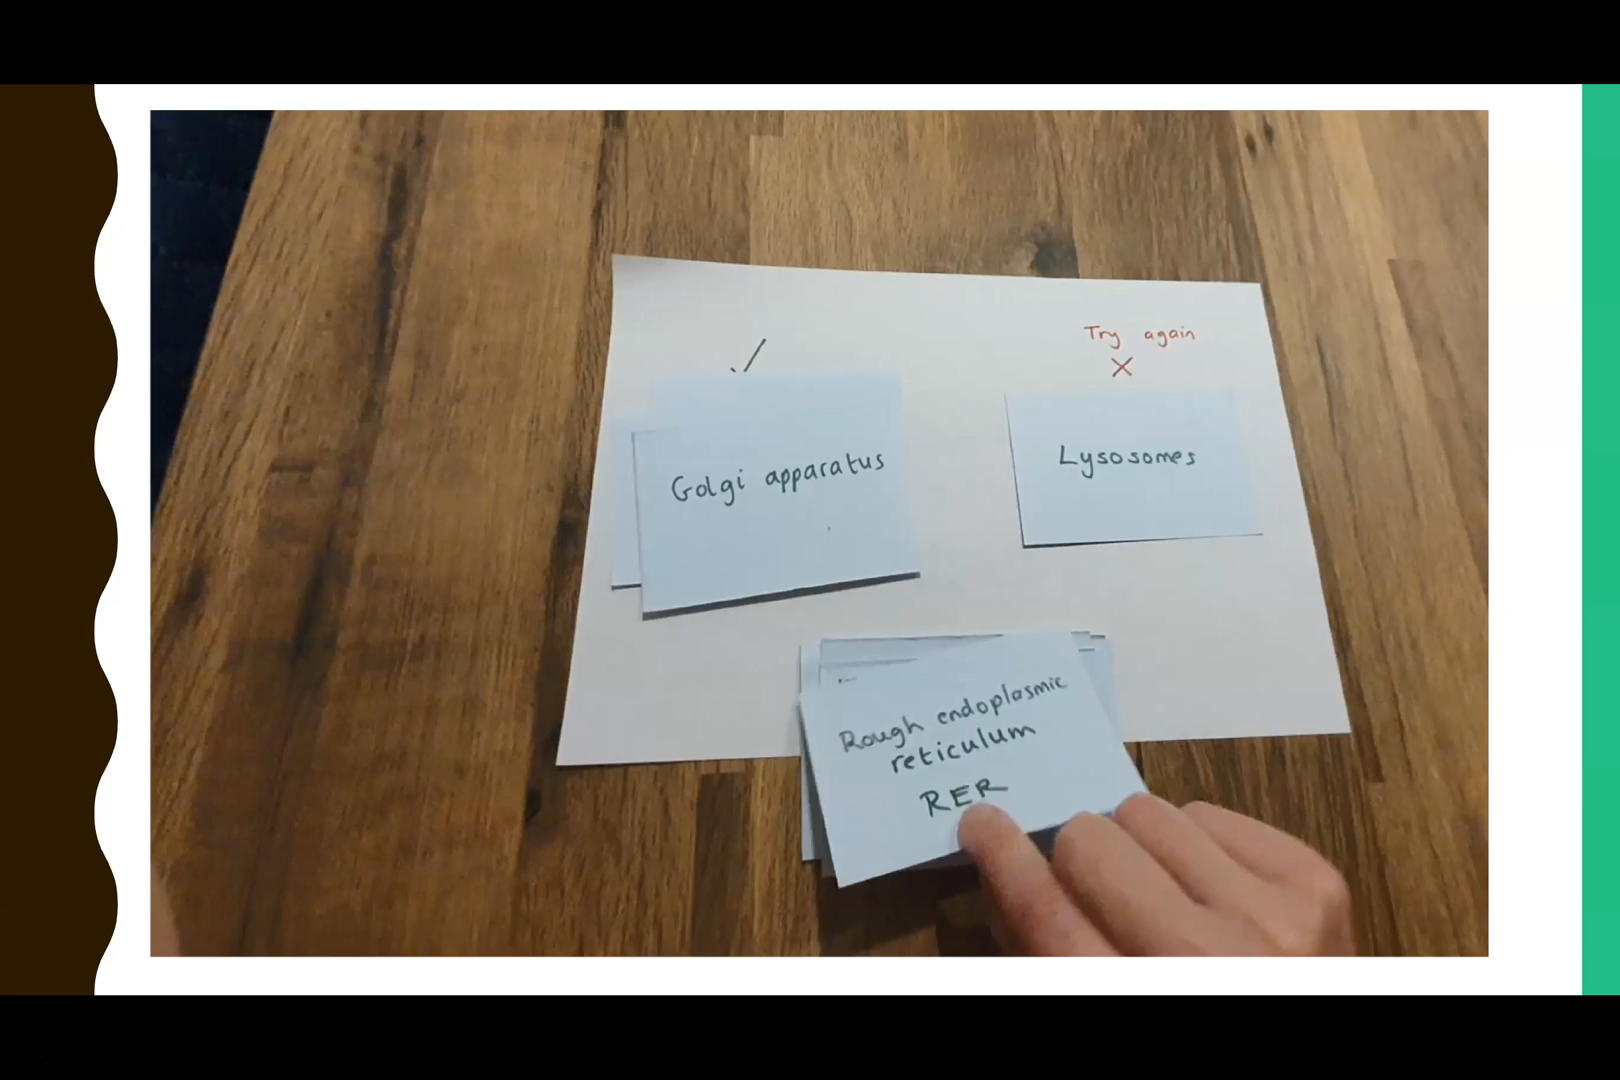 Try again
Golgi apparatus
Lysosomes
Rough endoplasmic
reticulum
RER